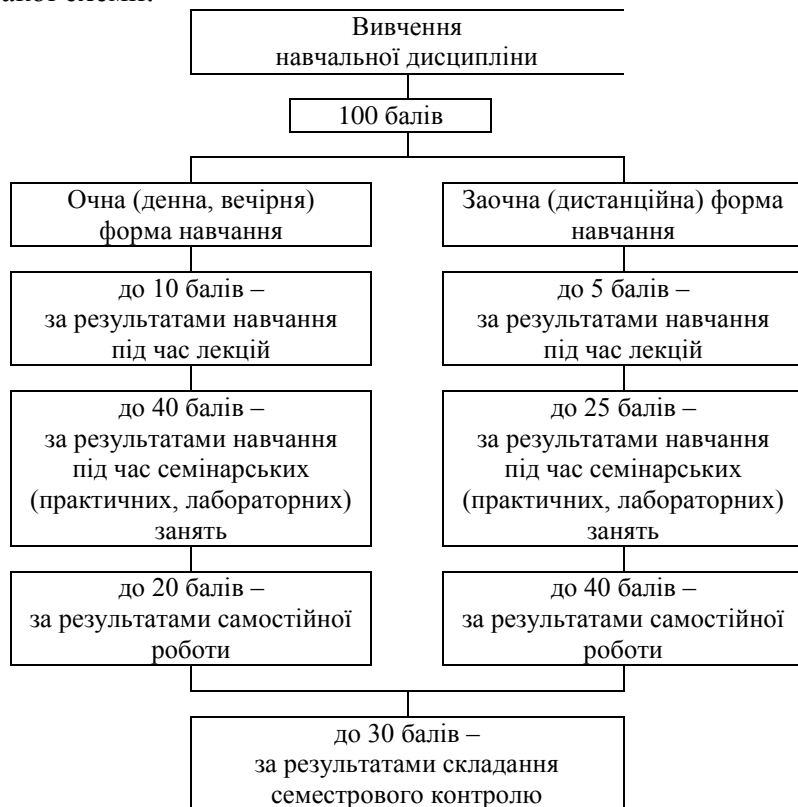 Вивчення
навчальної дисципліни
100 балів
Очна (денна, вечірня)
форма навчання
до 10 балів –
за результатами навчання
під час лекцій
до 40 балів –
за результатами навчання
під час семінарських
(практичних, лабораторних)
занять
до 20 балів –
за результатами самостійної
роботи
Заочна (дистанційна) форма
навчання
до 5 балів –
за результатами навчання
під час лекцій
до 25 балів –
за результатами навчання
під час семінарських
(практичних, лабораторних)
занять
до 40 балів –
за результатами самостійної
роботи
до 30 балів –
за результатами складання
семестрового контролю